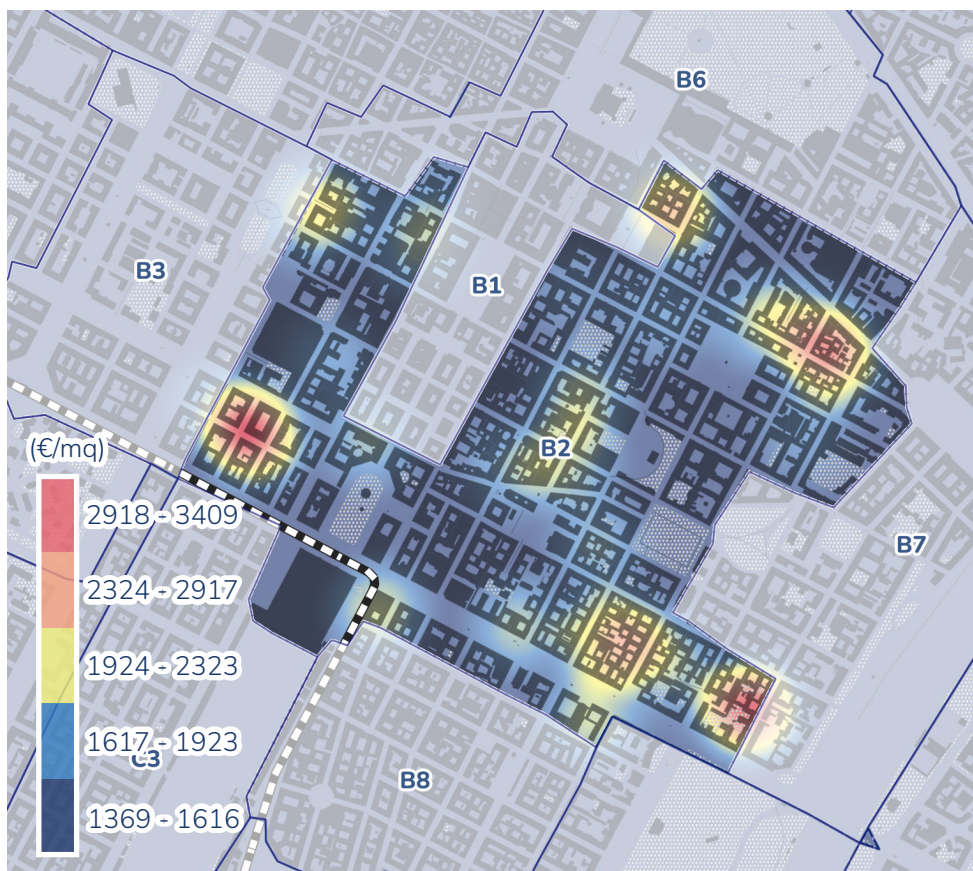 B6
B3
B1
B2
(€/mq)
2918 - 3409
B7
2324 - 2917
1924 - 2323
1617 - 1923
C3
B8
1369 - 1616